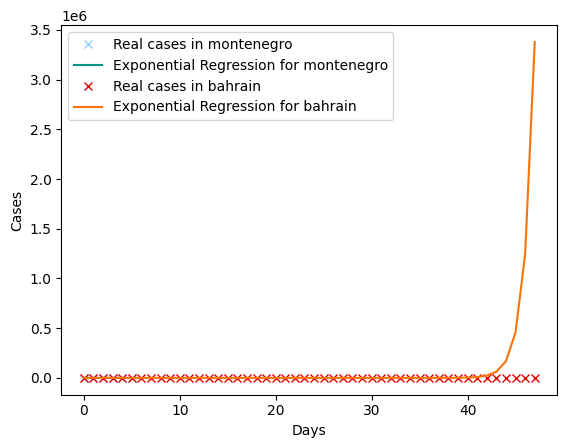 1e6
Real cases in montenegro
Exponential Regression for montenegro
Real cases in bahrain
Exponential Regression for bahrain
3.5
3.0
2.5
2.0
1.5
1.0
0.5
0.0
Cases
0 10 20 30 40
Days